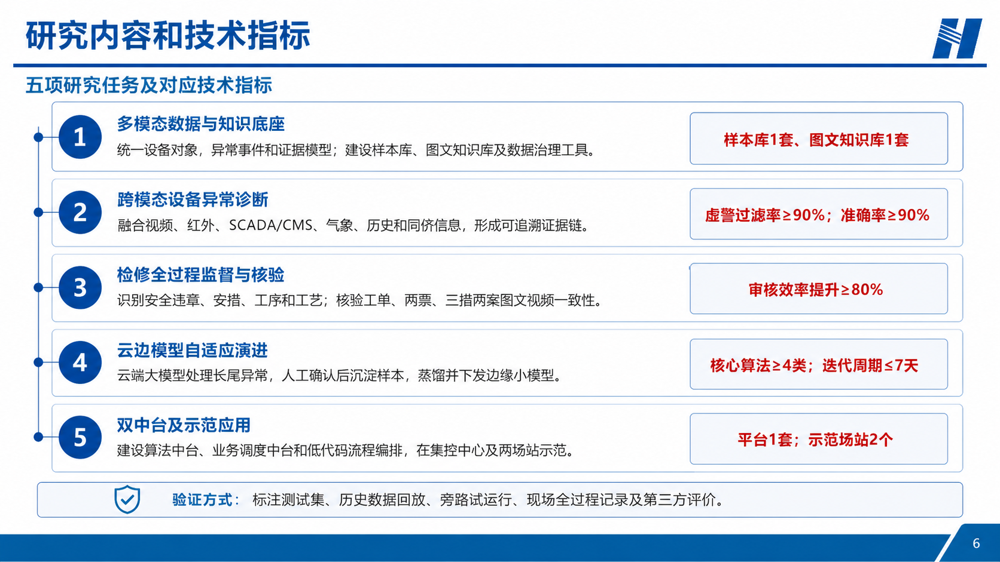 研究内容和技术指标
五项研究任务及对应技术指标
1
多模态数据与知识底座
统一设备对象，异常事件和证据模型；建设样本库、图文知识库及数据治理工具。
样本库1套、图文知识库1套
2
跨模态设备异常诊断
融合视频、红外、SCADA/CMS、气象、历史和同侪信息，形成可追溯证据链。
虚警过滤率≥90%；准确率≥90%
3
检修全过程监督与核验
识别安全违章、安措、工序和工艺；核验工单、两票、三措两案图文视频一致性。
审核效率提升≥80%
4
云边模型自适应演进
云端大模型处理长尾异常，人工确认后沉淀样本，蒸馏并下发边缘小模型。
核心算法≥4类；迭代周期≤7天
5
双中台及示范应用
建设算法中台、业务调度中台和低代码流程编排，在集控中心及两场站示范。
平台1套；示范场站2个
验证方式： 标注测试集、历史数据回放、旁路试运行、现场全过程记录及第三方评价。
6